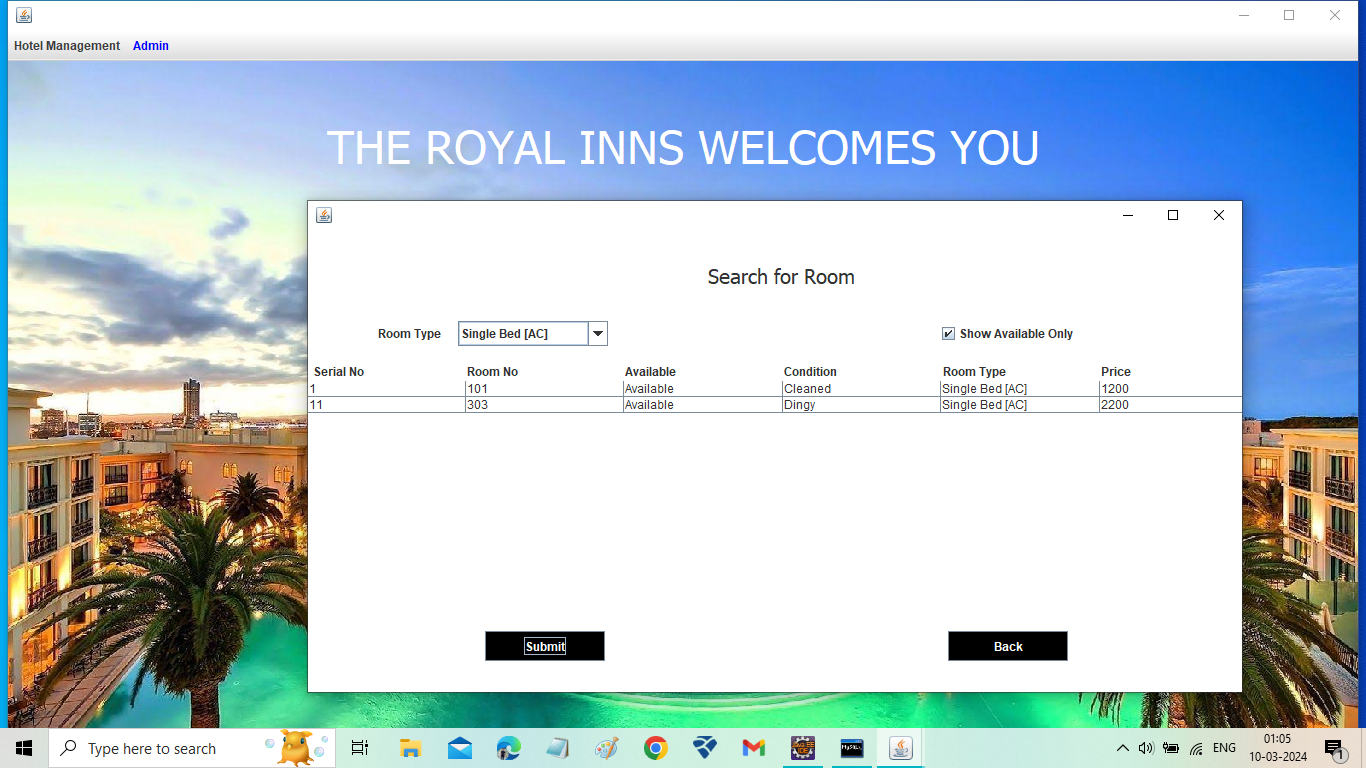 Hotel Management Admin
THE ROYAL INNS WELCOMES YOU
Search for Room
Room Type Single Bed [AC] Show Available Only
Serial No Room No Available Condition Room Type Price
1 101 Available Cleaned Single Bed [AC] 1200
11 303 Available Dingy Single Bed [AC] 2200
Submit Back
Type here to search
ENG
01:05
10-03-2024
1